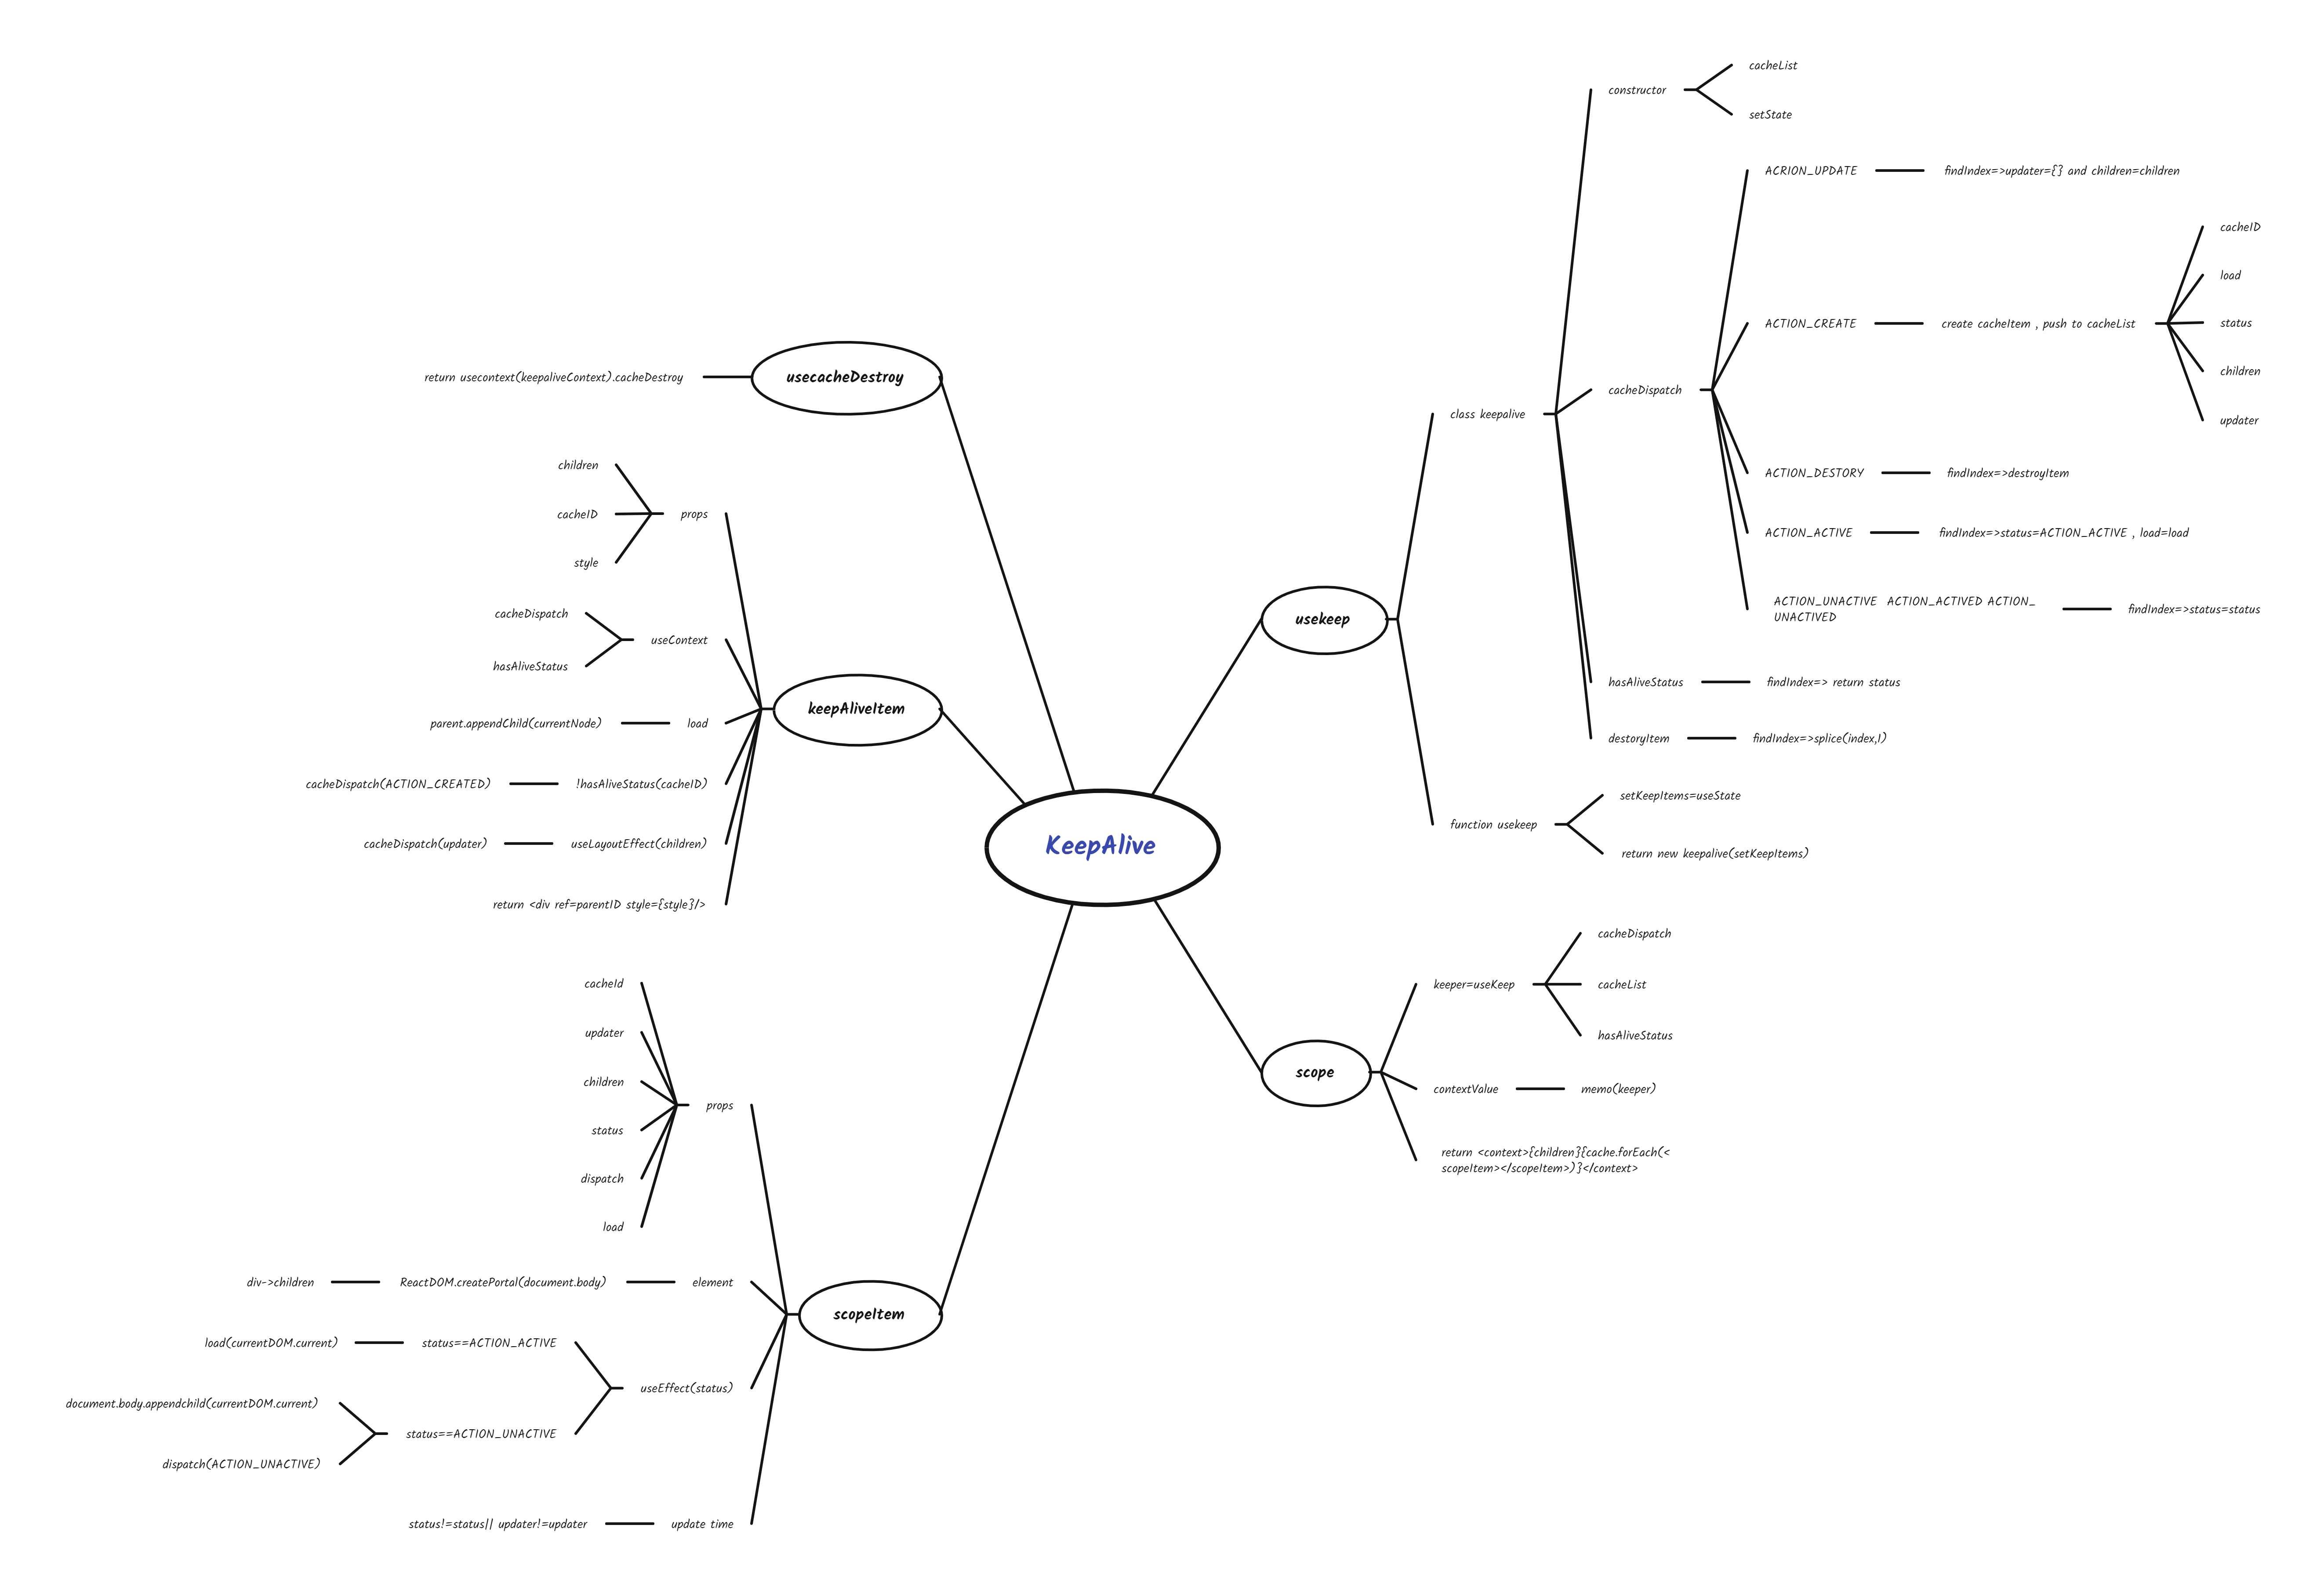 KeepAlive
usekeep
class keepalive
constructor
cacheList
setState
cacheDispatch
ACRION_UPDATE
findIndex=>updater={} and children=children
ACTION_CREATE
create cacheItem , push to cacheList
cacheID
load
status
children
updater
ACTION_DESTORY
findIndex=>destroyItem
ACTION_ACTIVE
findIndex=>status=ACTION_ACTIVE , load=load
ACTION_UNACTIVE ACTION_ACTIVED ACTION_
UNACTIVED
findIndex=>status=status
hasAliveStatus
findIndex=> return status
destoryItem
findIndex=>splice(index,1)
function usekeep
setKeepItems=useState
return new keepalive(setKeepItems)
scope
keeper=useKeep
cacheDispatch
cacheList
hasAliveStatus
contextValue
memo(keeper)
return <context>{children}{cache.forEach(<
scopeItem></scopeItem>)}</context>
usecacheDestroy
return usecontext(keepaliveContext).cacheDestroy
keepAliveItem
props
children
cacheID
style
useContext
cacheDispatch
hasAliveStatus
load
parent.appendChild(currentNode)
!hasAliveStatus(cacheID)
cacheDispatch(ACTION_CREATED)
useLayoutEffect(children)
cacheDispatch(updater)
return <div ref=parentID style={style}/>
scopeItem
props
cacheId
updater
children
status
dispatch
load
element
ReactDOM.createPortal(document.body)
div->children
useEffect(status)
status==ACTION_ACTIVE
load(currentDOM.current)
status==ACTION_UNACTIVE
document.body.appendchild(currentDOM.current)
dispatch(ACTION_UNACTIVE)
update time
status!=status|| updater!=updater